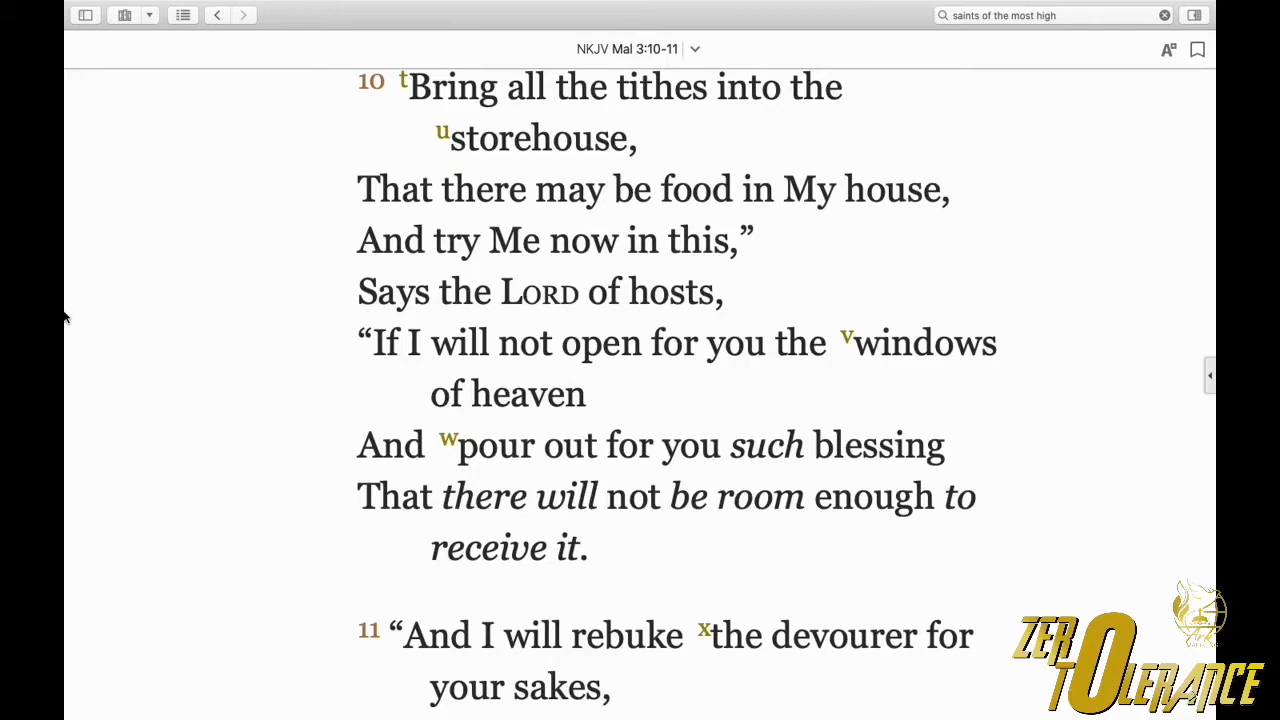 saints of the most high
NKJV Mal 3:10-11
10 tBring all the tithes into the
ustorehouse,
That there may be food in My house,
And try Me now in this,”
Says the LORD of hosts,
“If I will not open for you the vwindows
of heaven
And wpour out for you such blessing
That there will not be room enough to
receive it.
11 “And I will rebuke xthe devourer for
your sakes,
ZERO
TOLERANCE